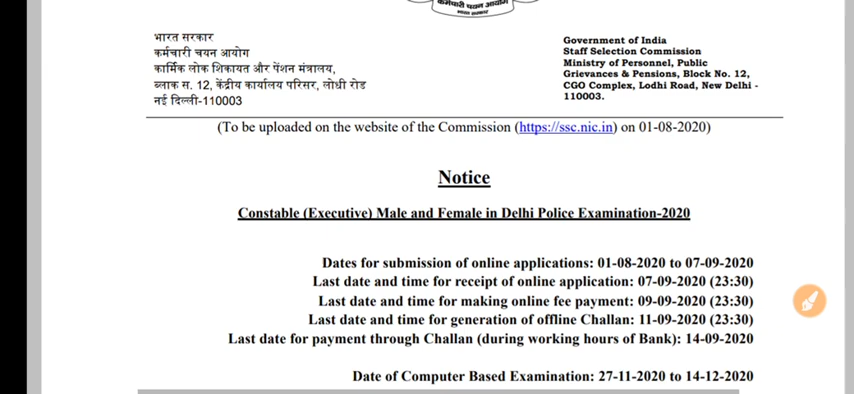 कर्मचारी चयन आयोग
भारत सरकार
भारत सरकार
कर्मचारी चयन आयोग
कार्मिक लोक शिकायत और पेंशन मंत्रालय,
ब्लाक स. 12, केंद्रीय कार्यालय परिसर, लोधी रोड
नई दिल्ली-110003
Government of India
Staff Selection Commission
Ministry of Personnel, Public
Grievances & Pensions, Block No. 12,
CGO Complex, Lodhi Road, New Delhi -
110003.
(To be uploaded on the website of the Commission (https://ssc.nic.in) on 01-08-2020)
Notice
Constable (Executive) Male and Female in Delhi Police Examination-2020
Dates for submission of online applications: 01-08-2020 to 07-09-2020
Last date and time for receipt of online application: 07-09-2020 (23:30)
Last date and time for making online fee payment: 09-09-2020 (23:30)
Last date and time for generation of offline Challan: 11-09-2020 (23:30)
Last date for payment through Challan (during working hours of Bank): 14-09-2020
Date of Computer Based Examination: 27-11-2020 to 14-12-2020